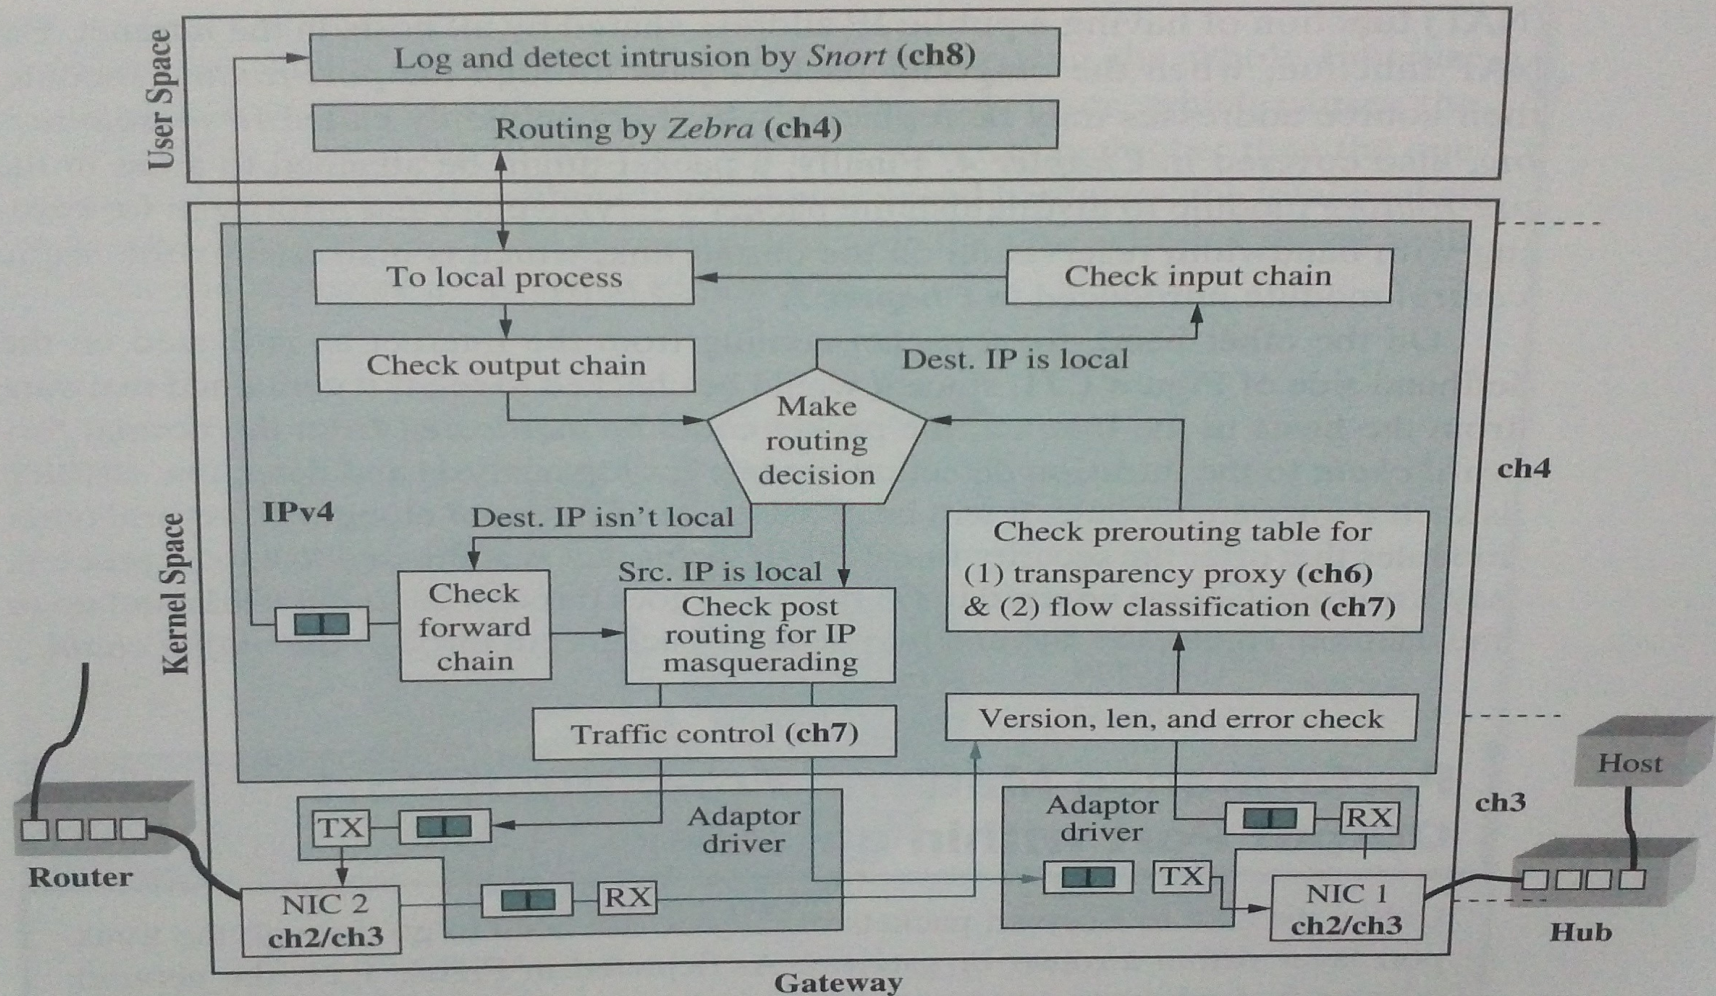 User Space
Log and detect intrusion by Snort (ch8)
Routing by Zebra (ch4)
Kernel Space
To local process
Check input chain
Check output chain
Dest. IP is local
Make
routing
decision
ch4
IPv4
Dest. IP isn't local
Src. IP is local
Check
forward
chain
Check post
routing for IP
masquerading
Check prerouting table for
(1) transparency proxy (ch6)
& (2) flow classification (ch7)
Traffic control (ch7)
Version, len, and error check
Host
ch3
TX
Adaptor
driver
Adaptor
driver
RX
Router
RX
TX
NIC 2
ch2/ch3
NIC 1
ch2/ch3
Hub
Gateway